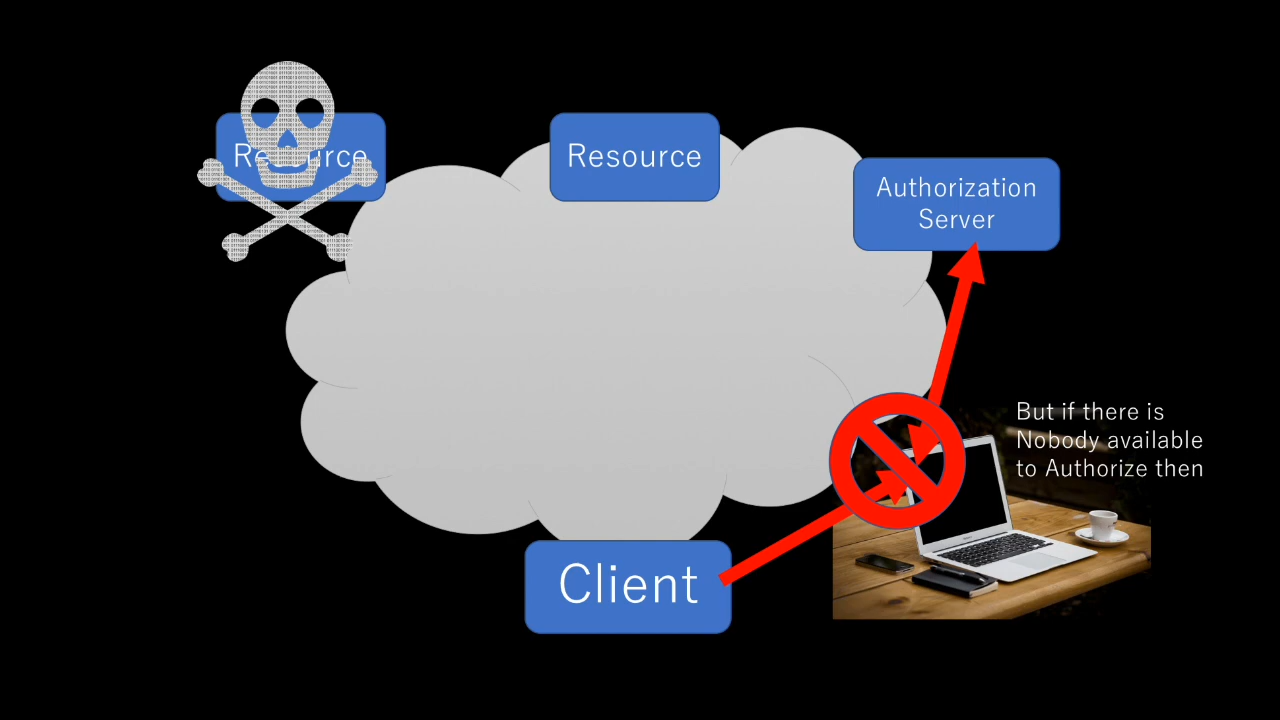 Resource
Authorization
Server
But if there is
Nobody available
to Authorize then
Client